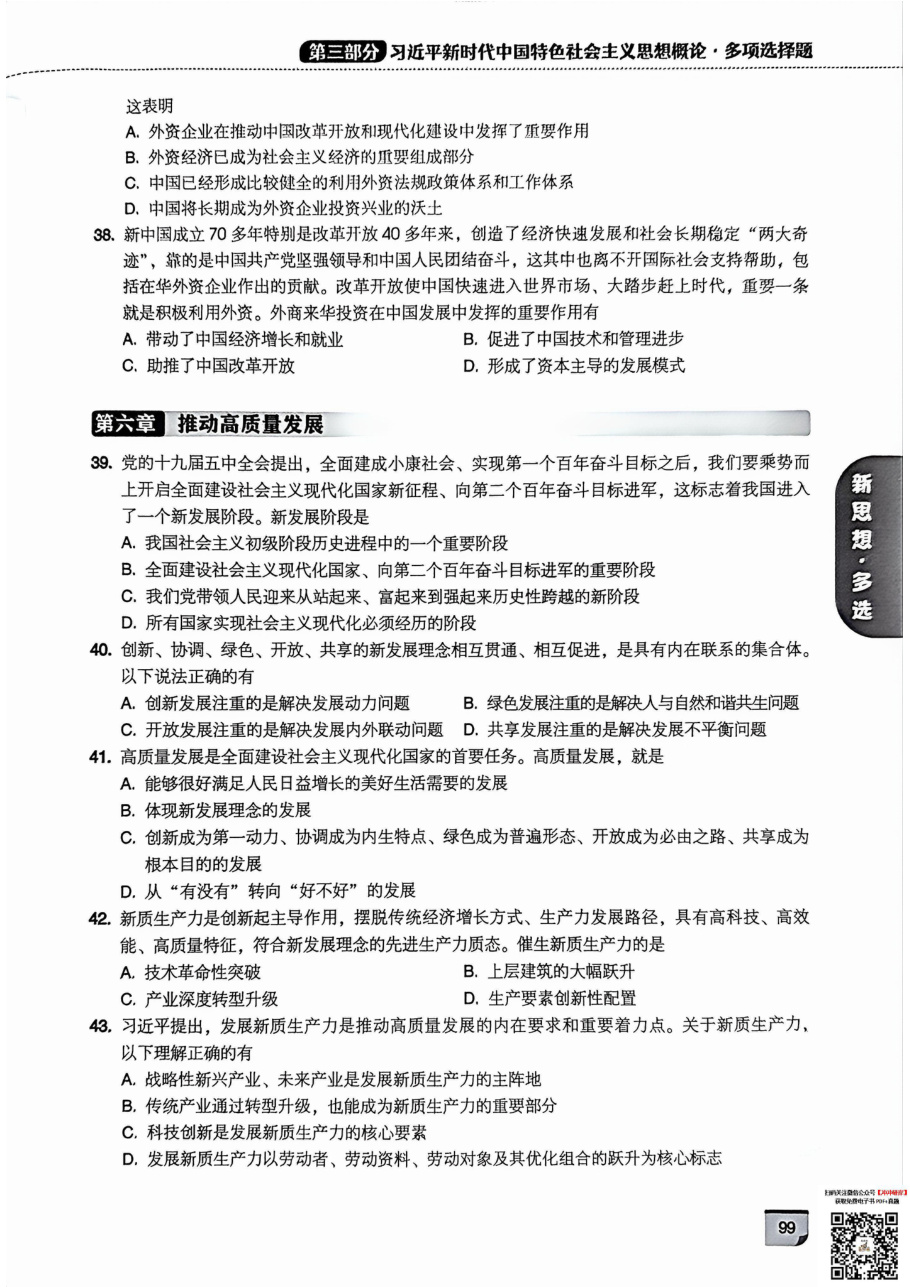 第三部分 习近平新时代中国特色社会主义思想概论·多项选择题
这表明
A. 外资企业在推动中国改革开放和现代化建设中发挥了重要作用
B. 外资经济已成为社会主义经济的重要组成部分
C. 中国已经形成比较健全的利用外资法规政策体系和工作体系
D. 中国将长期成为外资企业投资兴业的沃土
38. 新中国成立 70 多年特别是改革开放 40 多年来，创造了经济快速发展和社会长期稳定“两大奇
迹”，靠的是中国共产党坚强领导和中国人民团结奋斗，这其中也离不开国际社会支持帮助，包
括在华外资企业作出的贡献。改革开放使中国快速进入世界市场、大踏步赶上时代，重要一条
就是积极利用外资。外商来华投资在中国发展中发挥的重要作用有
A. 带动了中国经济增长和就业 B. 促进了中国技术和管理进步
C. 助推了中国改革开放 D. 形成了资本主导的发展模式
第六章 推动高质量发展
39. 党的十九届五中全会提出，全面建成小康社会、实现第一个百年奋斗目标之后，我们要乘势而
上开启全面建设社会主义现代化国家新征程、向第二个百年奋斗目标进军，这标志着我国进入
了一个新发展阶段。新发展阶段是
A. 我国社会主义初级阶段历史进程中的一个重要阶段
B. 全面建设社会主义现代化国家、向第二个百年奋斗目标进军的重要阶段
C. 我们党带领人民迎来从站起来、富起来到强起来历史性跨越的新阶段
D. 所有国家实现社会主义现代化必须经历的阶段
40. 创新、协调、绿色、开放、共享的新发展理念相互贯通、相互促进，是具有内在联系的集合体。
以下说法正确的有
A. 创新发展注重的是解决发展动力问题 B. 绿色发展注重的是解决人与自然和谐共生问题
C. 开放发展注重的是解决发展内外联动问题 D. 共享发展注重的是解决发展不平衡问题
41. 高质量发展是全面建设社会主义现代化国家的首要任务。高质量发展，就是
A. 能够很好满足人民日益增长的美好生活需要的发展
B. 体现新发展理念的发展
C. 创新成为第一动力、协调成为内生特点、绿色成为普遍形态、开放成为必由之路、共享成为
根本目的的发展
D. 从“有没有”转向“好不好”的发展
42. 新质生产力是创新起主导作用，摆脱传统经济增长方式、生产力发展路径，具有高科技、高效
能、高质量特征，符合新发展理念的先进生产力质态。催生新质生产力的是
A. 技术革命性突破 B. 上层建筑的大幅跃升
C. 产业深度转型升级 D. 生产要素创新性配置
43. 习近平提出，发展新质生产力是推动高质量发展的内在要求和重要着力点。关于新质生产力，
以下理解正确的有
A. 战略性新兴产业、未来产业是发展新质生产力的主阵地
B. 传统产业通过转型升级，也能成为新质生产力的重要部分
C. 科技创新是发展新质生产力的核心要素
D. 发展新质生产力以劳动者、劳动资料、劳动对象及其优化组合的跃升为核心标志
新思想·多选
扫码关注微信公众号【冲冲研资】
获取免费电子书PDF+真题
99